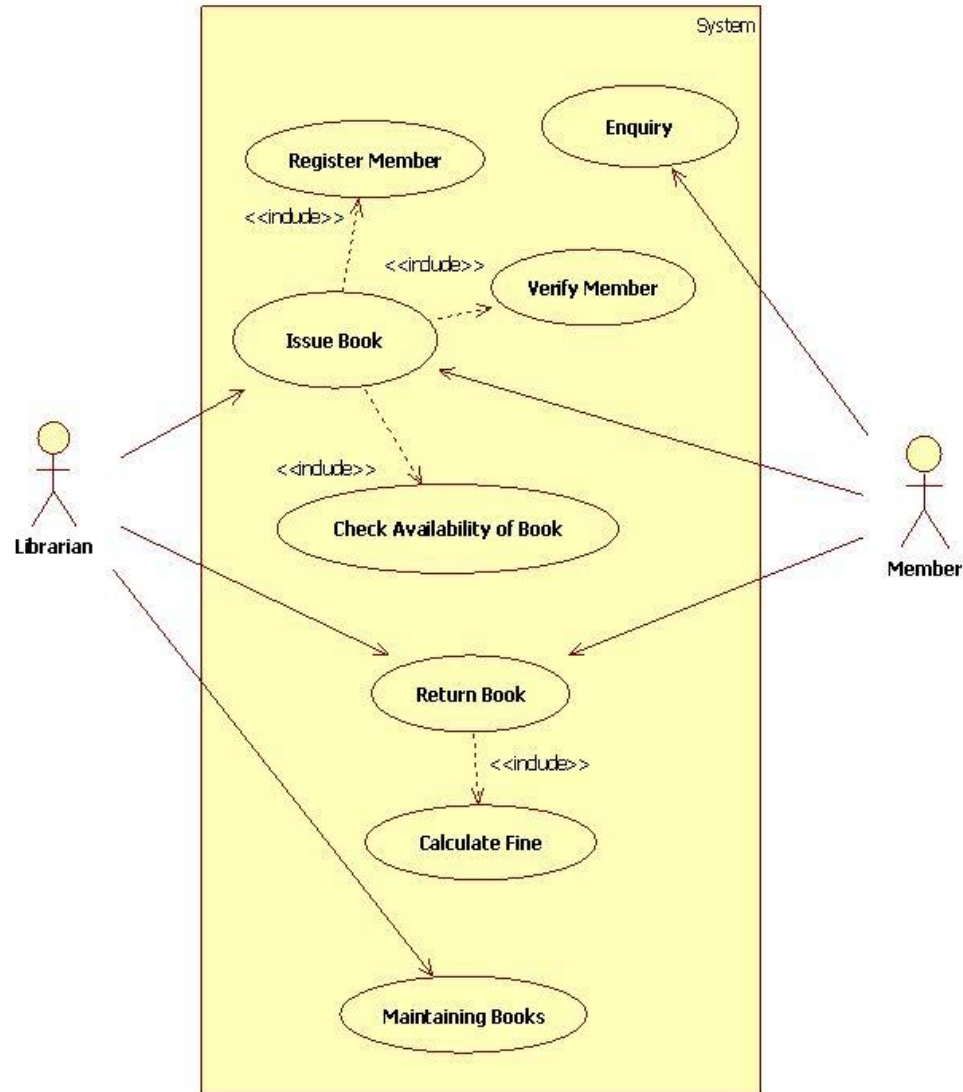 System
Enquiry
Register Member
<<include>>
<<include>>
Verify Member
Issue Book
<<include>>
Check Availability of Book
Librarian
Member
Return Book
<<include>>
Calculate Fine
Maintaining Books